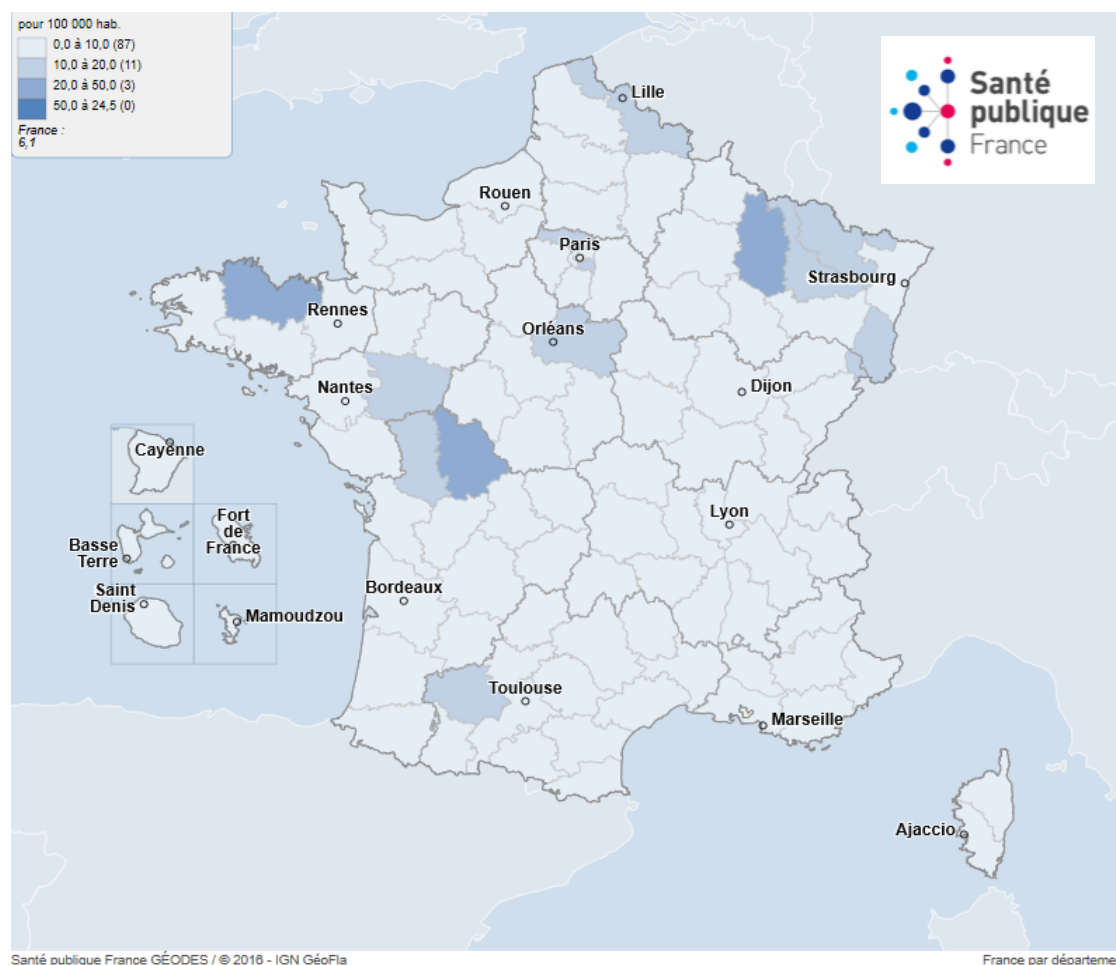 pour 100 000 hab.
0,0 à 10,0 (87)
10,0 à 20,0 (11)
20,0 à 50,0 (3)
50,0 à 24,5 (0)
France :
6,1
Santé
publique
France
Lille
Rouen
Paris
Strasbourg
Rennes
Orléans
Nantes
Dijon
Cayenne
Lyon
Fort
de
France
Basse
Terre
Saint
Denis
Mamoudzou
Bordeaux
Toulouse
Marseille
Ajaccio
Santé publique France GÉODES / © 2016 - IGN GéoFla
France par départeme